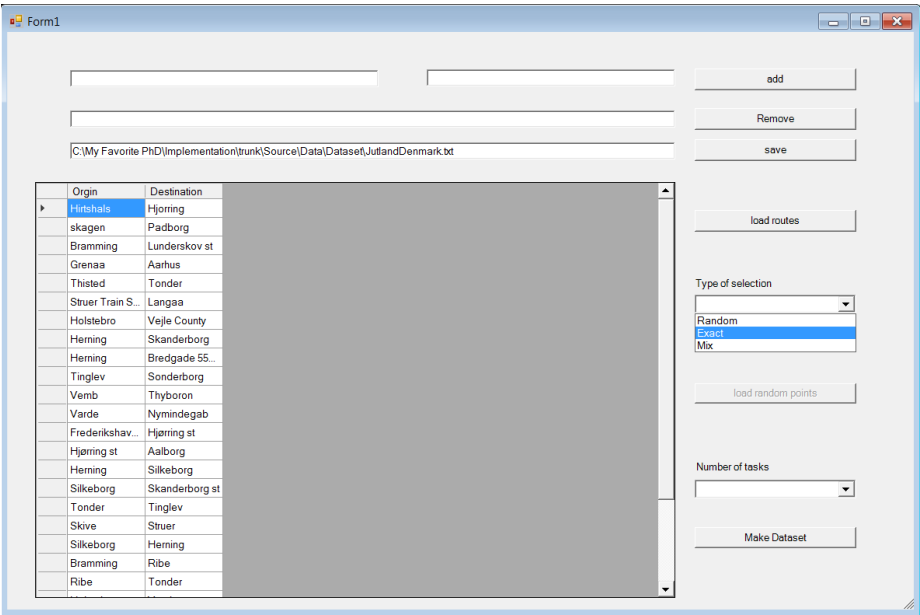 Form1
add
Remove
C:\My Favorite PhD\Implementation\trunk\Source\Data\Dataset\JutlandDenmark.txt
save
Orgin Destination
Hirtshals Hjorring
skagen Padborg
Bramming Lunderskov st
Grenaa Aarhus
Thisted Tonder
Struer Train S... Langaa
Holstebro Vejle County
Herning Skanderborg
Herning Bredgade 55...
Tinglev Sonderborg
Vemb Thyboron
Varde Nymindegab
Frederikshav... Hjørring st
Hjørring st Aalborg
Herning Silkeborg
Silkeborg Skanderborg st
Tonder Tinglev
Skive Struer
Silkeborg Herning
Bramming Ribe
Ribe Tonder
load routes
Type of selection
Random
Exact
Mix
load random points
Number of tasks
Make Dataset